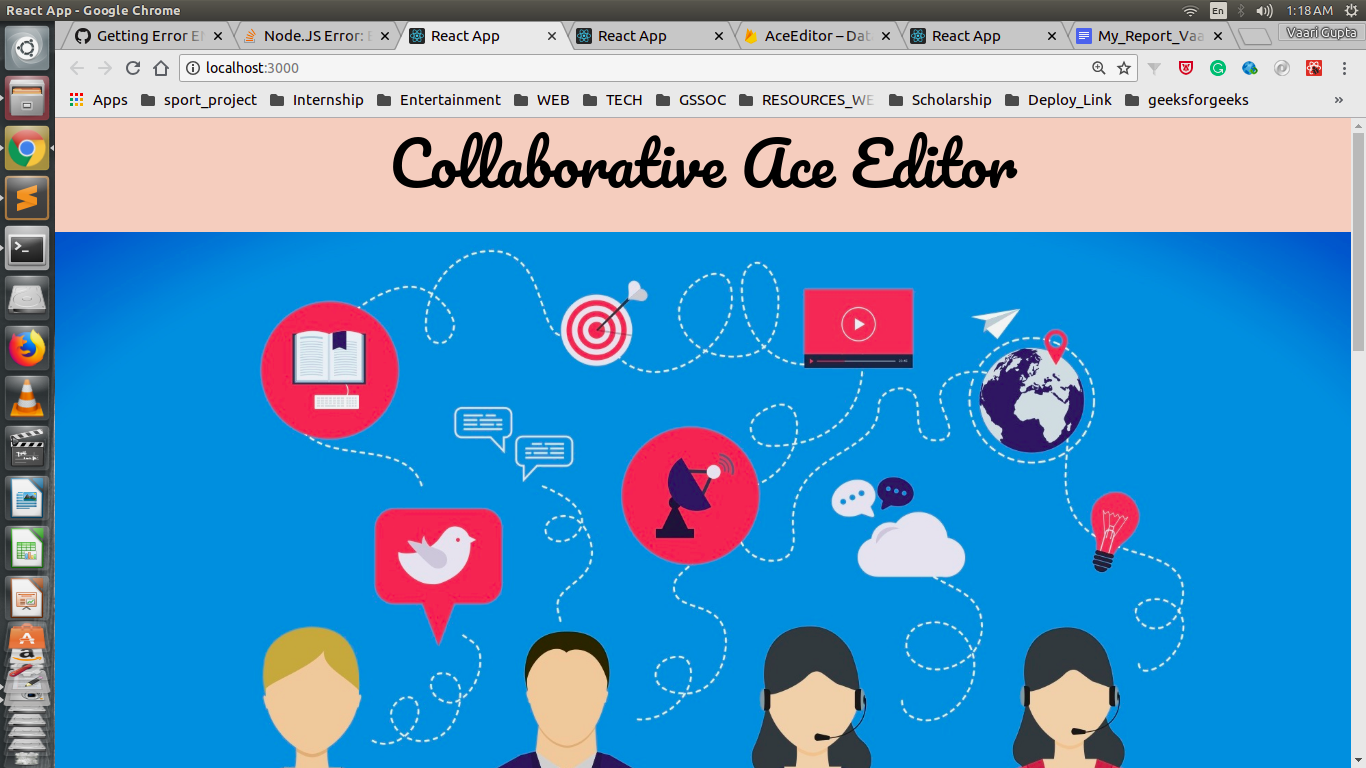 React App - Google Chrome
En
1:18 AM
Getting Error E
Node.JS Error: E
React App
React App
AceEditor – Dat
React App
My_Report_Vaa
Vaari Gupta
localhost:3000
Apps
sport_project
Internship
Entertainment
WEB
TECH
GSSOC
RESOURCES_WE
Scholarship
Deploy_Link
geeksforgeeks
»
Collaborative Ace Editor